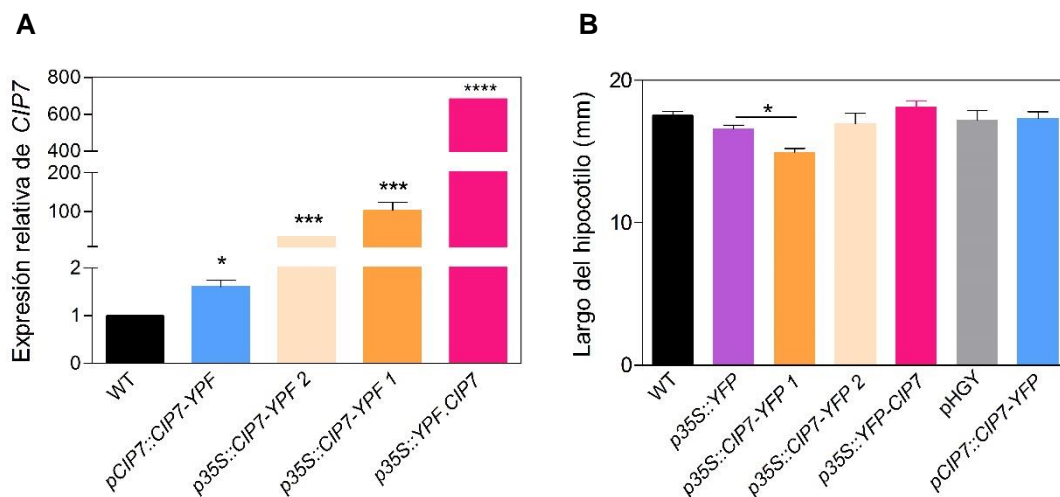 A
Expresión relativa de CIP7
800
600
400
200
100
2
1
0
*
***
***
****
WT
pCIP7::CIP7-YPF
p35S::CIP7-YPF 2
p35S::CIP7-YPF 1
p35S::YPF:CIP7
B
Largo del hipocotilo (mm)
20
10
0
*
WT
p35S::YFP
p35S::CIP7-YFP 1
p35S::CIP7-YFP 2
p35S::YFP-CIP7
pHGY
pCIP7::CIP7-YFP